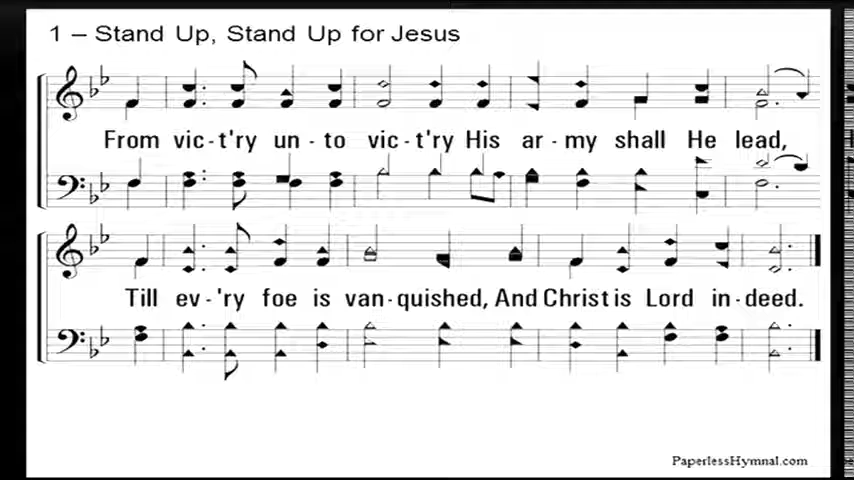 1 – Stand Up, Stand Up for Jesus
From vic-t'ry un-to vic-t'ry His ar-my shall He lead,
Till ev-'ry foe is van-quished, And Christ is Lord in-deed.
PaperlessHymnal.com